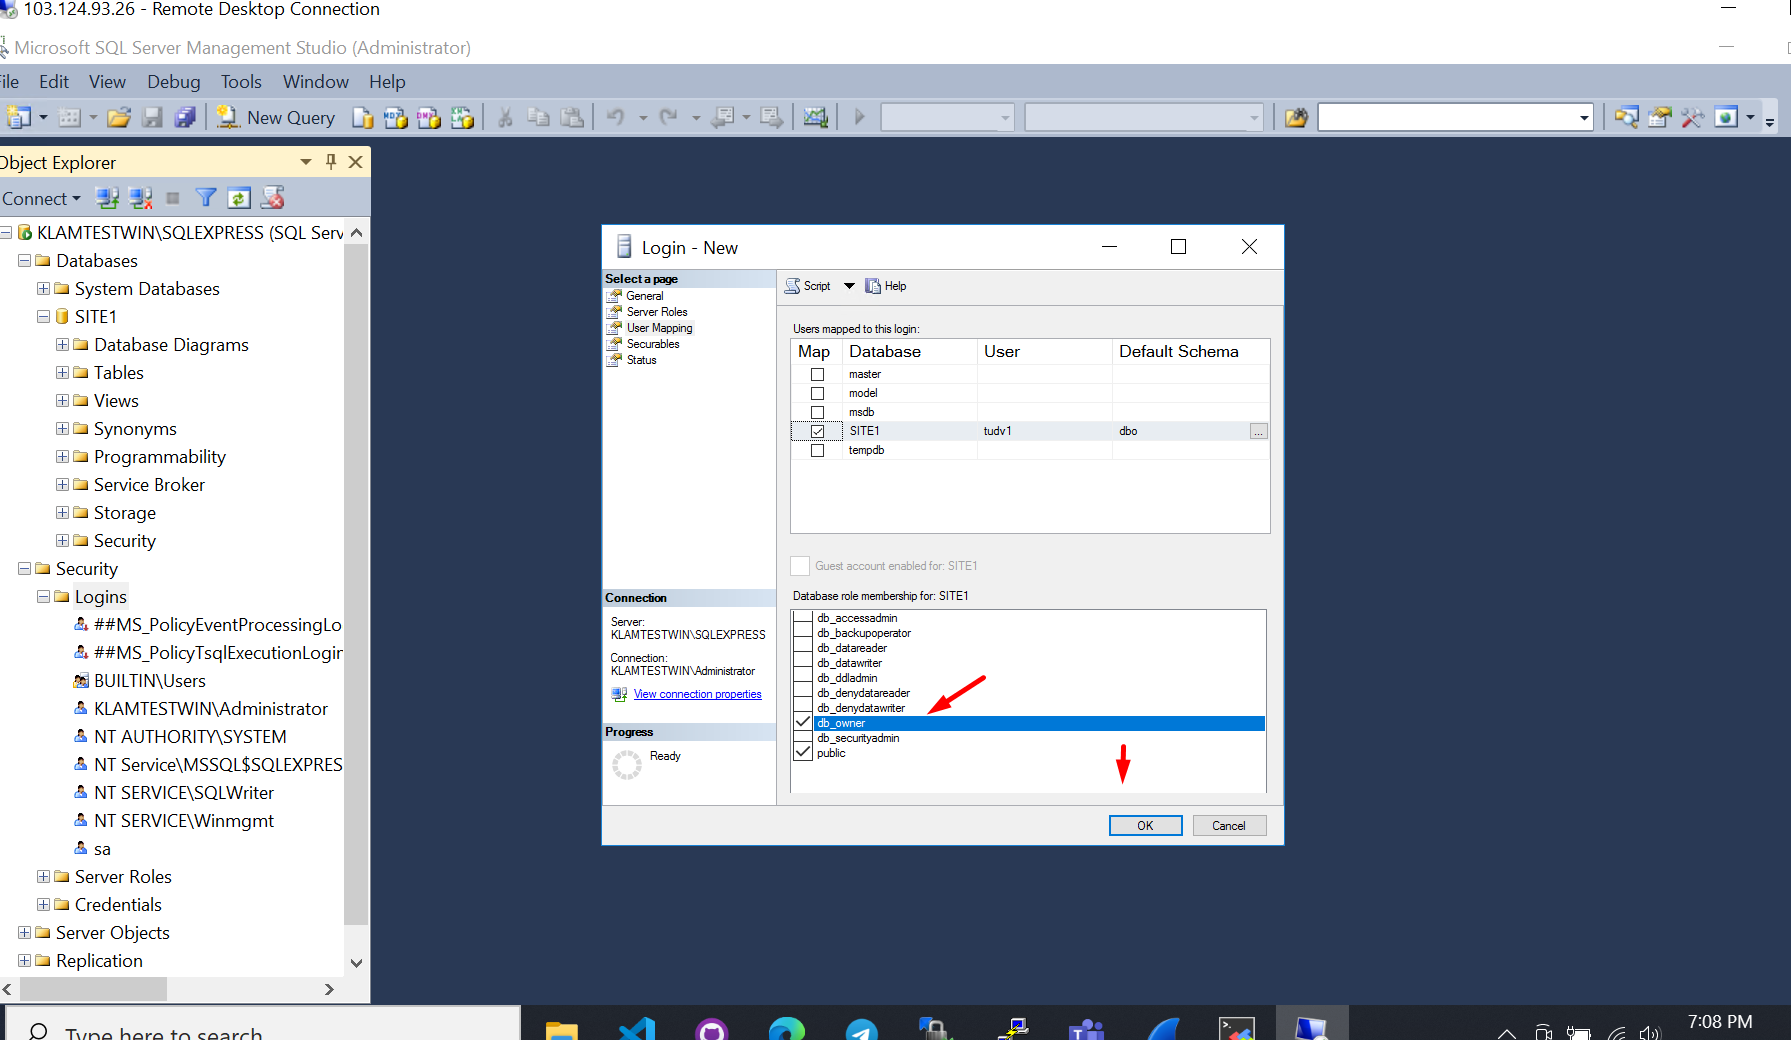 103.124.93.26 - Remote Desktop Connection
Microsoft SQL Server Management Studio (Administrator)
ile Edit View Debug Tools Window Help
New Query
Object Explorer
Connect
KLAMTESTWIN\SQLEXPRESS (SQL Serv
Databases
System Databases
SITE1
Database Diagrams
Tables
Views
Synonyms
Programmability
Service Broker
Storage
Security
Security
Logins
##MS_PolicyEventProcessingLo
##MS_PolicyTsqlExecutionLogin
BUILTIN\Users
KLAMTESTWIN\Administrator
NT AUTHORITY\SYSTEM
NT Service\MSSQL$SQLEXPRES
NT SERVICE\SQLWriter
NT SERVICE\Winmgmt
sa
Server Roles
Credentials
Server Objects
Replication
Login - New
Select a page
General
Server Roles
User Mapping
Securables
Status
Connection
Server:
KLAMTESTWIN\SQLEXPRESS
Connection:
KLAMTESTWIN\Administrator
View connection properties
Progress
Ready
Script Help
Users mapped to this login:
Map Database User Default Schema
master
model
msdb
SITE1 tudv1 dbo ...
tempdb
Guest account enabled for: SITE1
Database role membership for: SITE1
db_accessadmin
db_backupoperator
db_datareader
db_datawriter
db_ddladmin
db_denydatareader
db_denydatawriter
db_owner
db_securityadmin
public
OK Cancel
Type here to search
7:08 PM